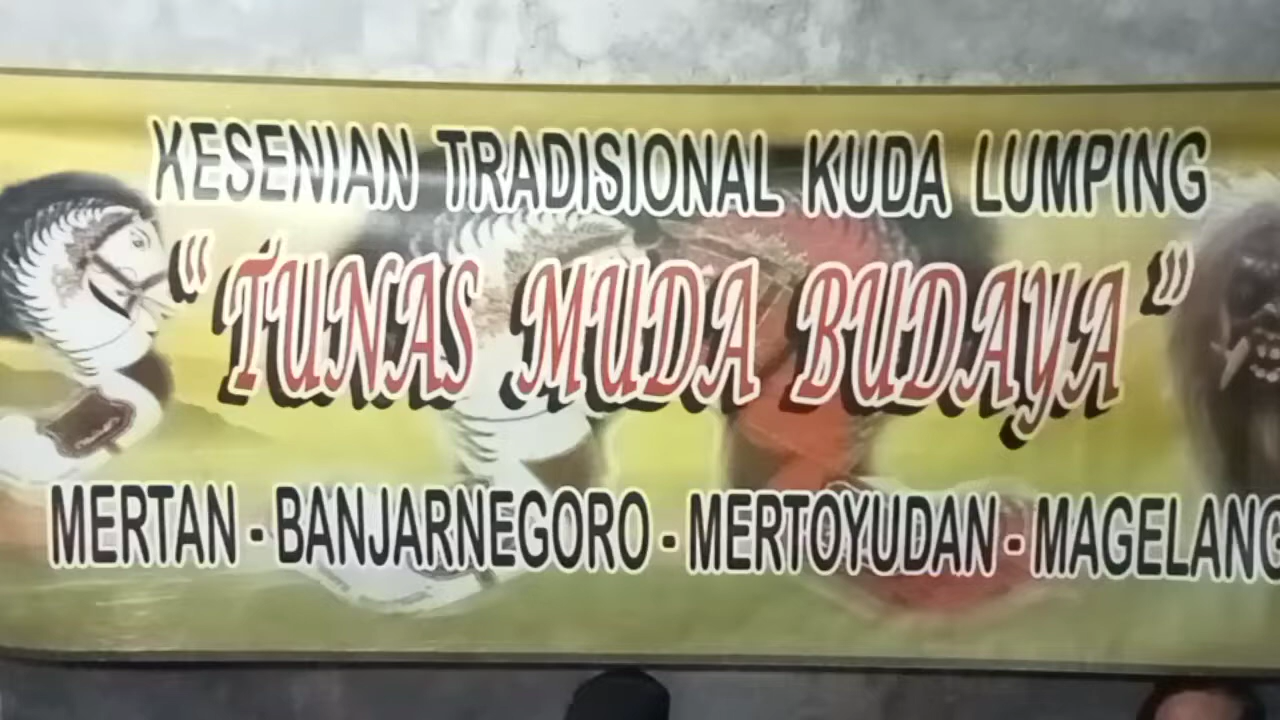 KESENIAN TRADISIONAL KUDA LUMPING
"TUNAS MUDA BUDAYA"
MERTAN - BANJARNEGORO - MERTOYUDAN - MAGELANG